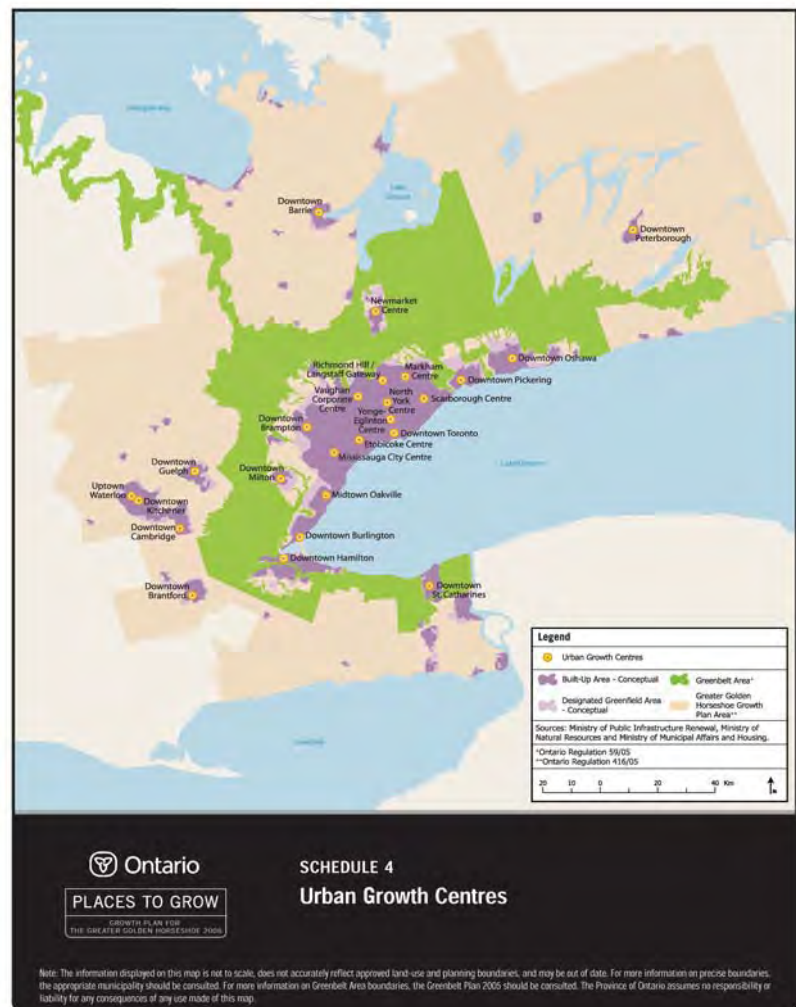 Georgian Bay
Lake
Simcoe
Downtown
Barrie
Downtown
Peterborough
Newmarket
Centre
Downtown Oshawa
Richmond Hill /
Langstaff Gateway
Markham
Centre
Downtown Pickering
Vaughan
Corporate
Centre
North
York
Centre
Scarborough Centre
Yonge-
Eglinton
Centre
Downtown
Brampton
Downtown Toronto
Etobicoke Centre
Mississauga City Centre
Lake Ontario
Downtown
Guelph
Downtown
Milton
Uptown
Waterloo
Downtown
Kitchener
Midtown Oakville
Downtown
Cambridge
Downtown Burlington
Downtown Hamilton
Downtown
Brantford
Downtown
St. Catharines
Lake Erie
Legend
Urban Growth Centres
Built-Up Area - Conceptual
Greenbelt Area*
Designated Greenfield Area
- Conceptual
Greater Golden
Horseshoe Growth
Plan Area**
Sources: Ministry of Public Infrastructure Renewal, Ministry of
Natural Resources and Ministry of Municipal Affairs and Housing.
*Ontario Regulation 59/05
**Ontario Regulation 416/05
20 10 0 20 40 Km
N
Ontario
PLACES TO GROW
GROWTH PLAN FOR
THE GREATER GOLDEN HORSESHOE 2006
SCHEDULE 4
Urban Growth Centres
Note: The information displayed on this map is not to scale, does not accurately reflect approved land-use and planning boundaries, and may be out of date. For more information on precise boundaries,
the appropriate municipality should be consulted. For more information on Greenbelt Area boundaries, the Greenbelt Plan 2005 should be consulted. The Province of Ontario assumes no responsibility or
liability for any consequences of any use made of this map.